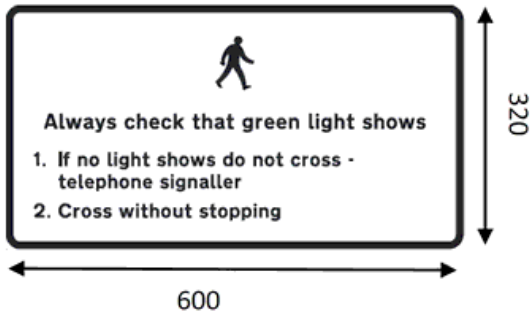 Always check that green light shows
1. If no light shows do not cross -
telephone signaller
2. Cross without stopping
320
600